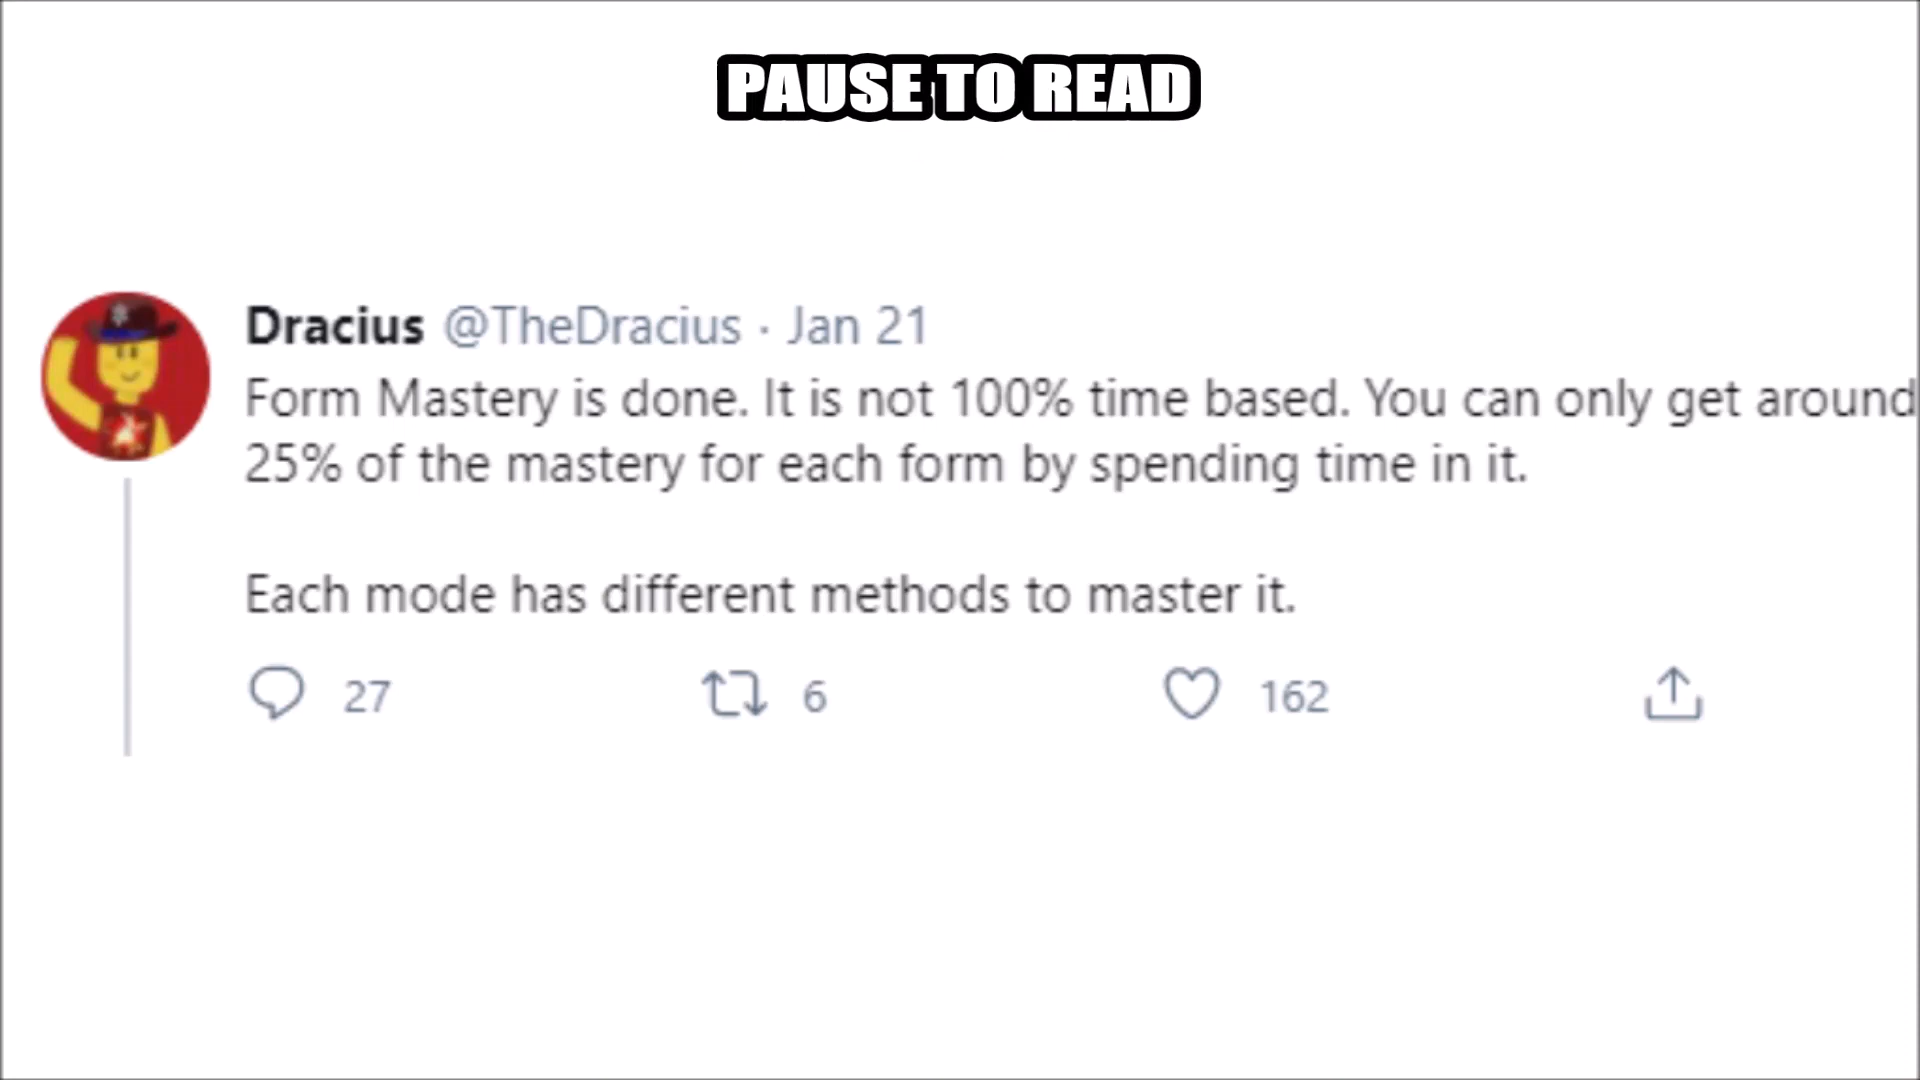 PAUSE TO READ
Dracius @TheDracius · Jan 21
Form Mastery is done. It is not 100% time based. You can only get around
25% of the mastery for each form by spending time in it.
Each mode has different methods to master it.
27 6 162